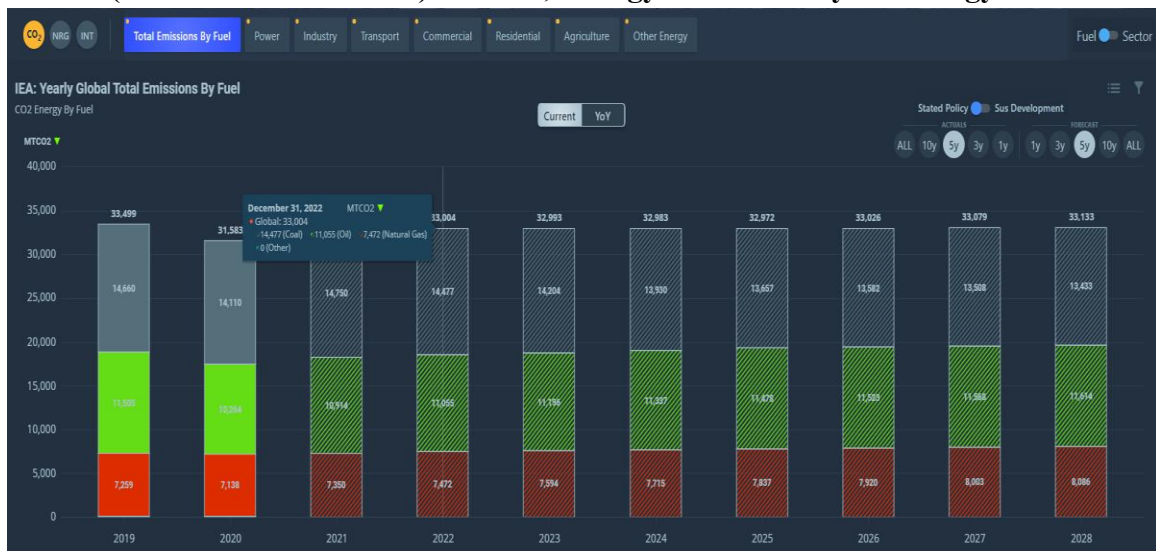 CO2 NRG INT Total Emissions By Fuel Power Industry Transport Commercial Residential Agriculture Other Energy Fuel Sector
IEA: Yearly Global Total Emissions By Fuel
CO2 Energy By Fuel
Current YoY
Stated Policy Sus Development
ACTUALS FORECAST
ALL 10y 5y 3y 1y 1y 3y 5y 10y ALL
MTCO2 ▼
40,000
35,000
30,000
25,000
20,000
15,000
10,000
5,000
0
December 31, 2022 MTCO2 ▼
Global: 33,004
14,477 (Coal) 11,055 (Oil) 7,472 (Natural Gas)
0 (Other)
33,499 31,583 33,004 32,993 32,983 32,972 33,026 33,079 33,133
14,660 14,110 14,750 14,477 14,204 13,930 13,657 13,582 13,508 13,433
10,264 10,914 11,055 11,337 11,568 11,614
7,259 7,138 7,350 7,472 7,594 7,715 7,837 7,920 8,003 8,086
2019 2020 2021 2022 2023 2024 2025 2026 2027 2028